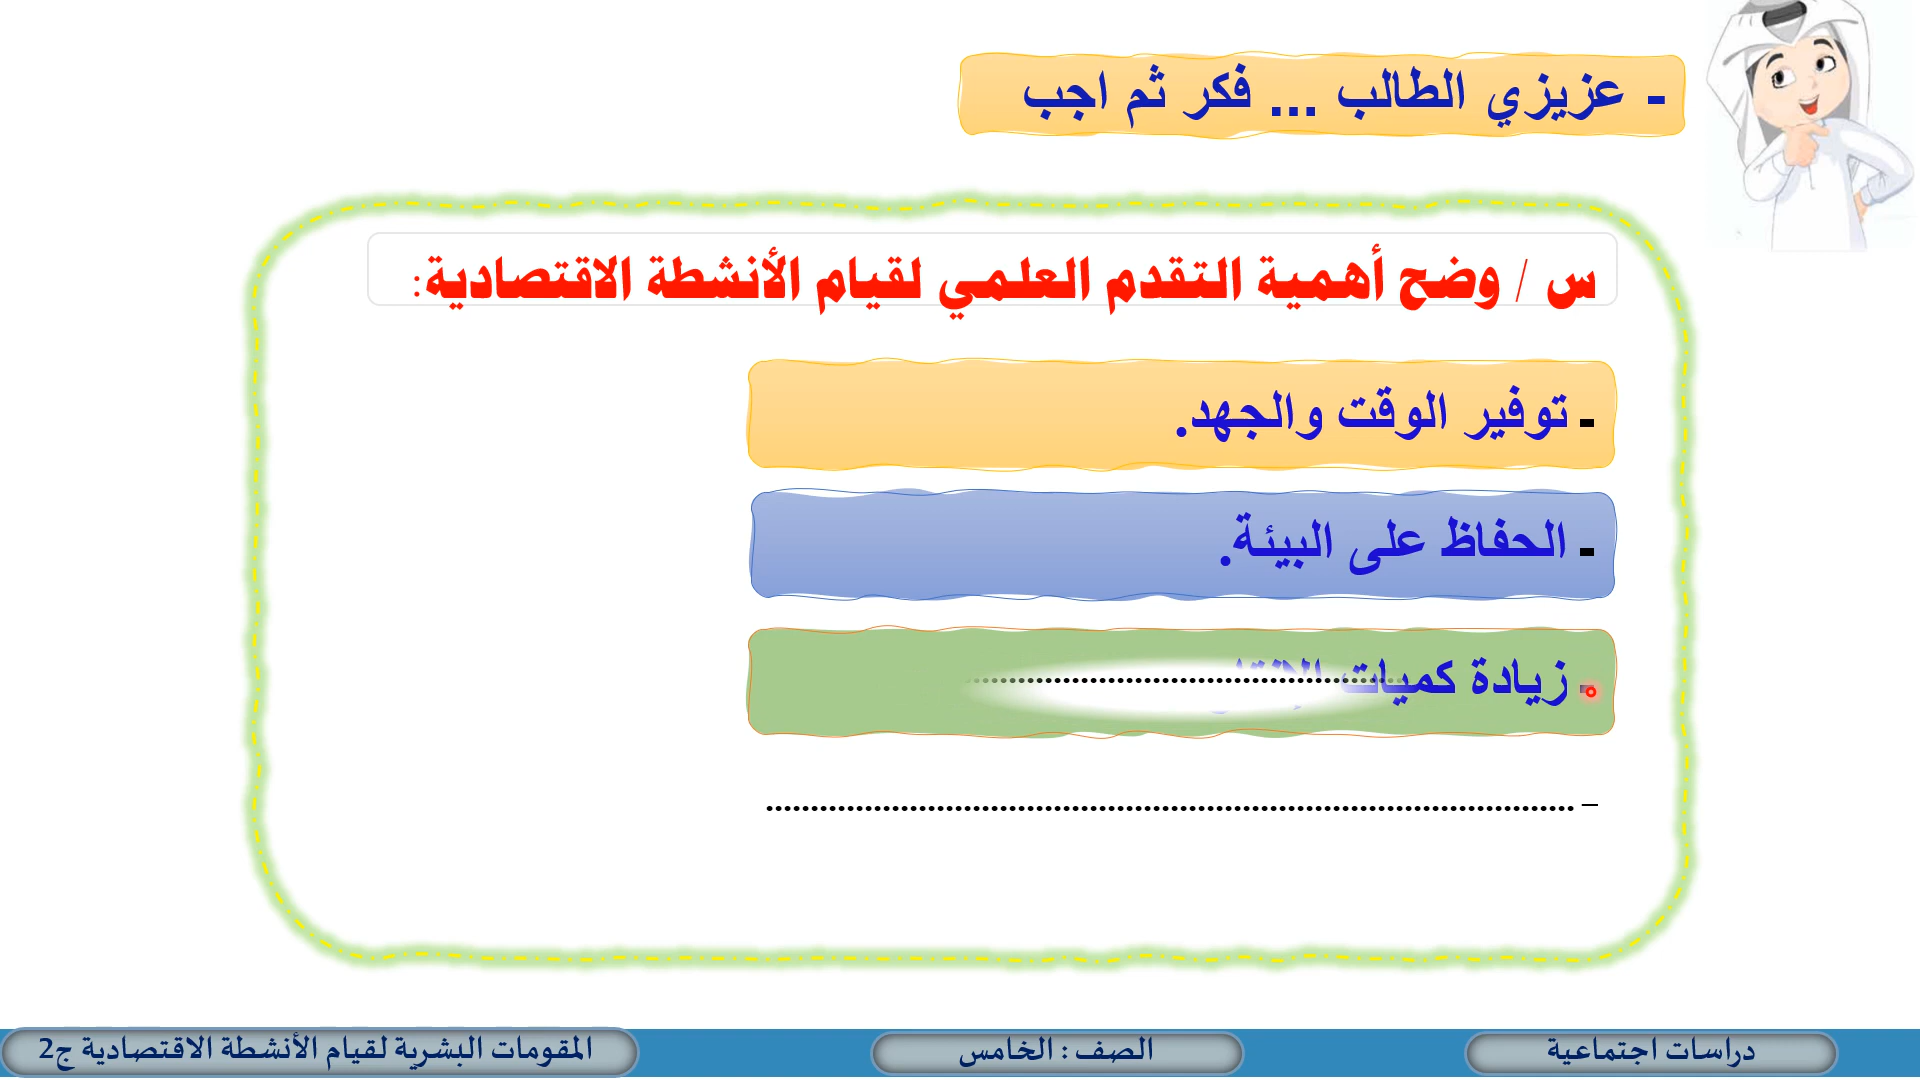 - عزيزي الطالب ... فكر ثم اجب
س / وضح أهمية التقدم العلمي لقيام الأنشطة الاقتصادية:
- توفير الوقت والجهد.
- الحفاظ على البيئة.
- زيادة كميات
دراسات اجتماعية
الصف : الخامس
المقومات البشرية لقيام الأنشطة الاقتصادية ج2